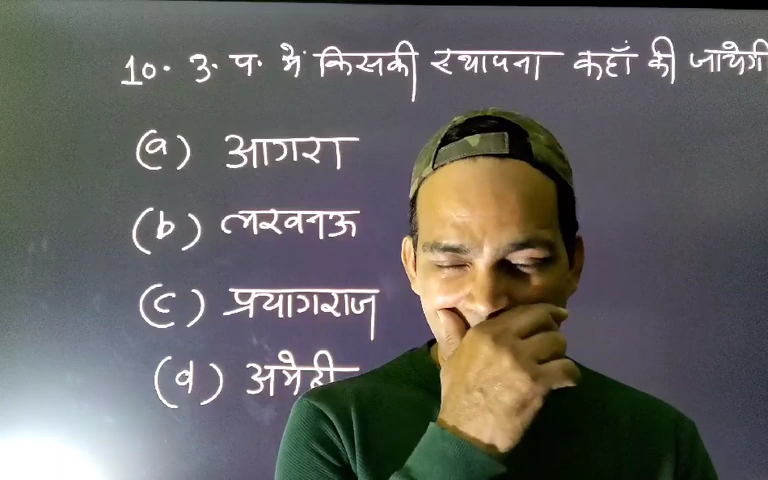 10. उ. प. में किसकी स्थापना कहाँ की जायेगी
(a) आगरा
(b) लखनऊ
(c) प्रयागराज
(d) अमेठी